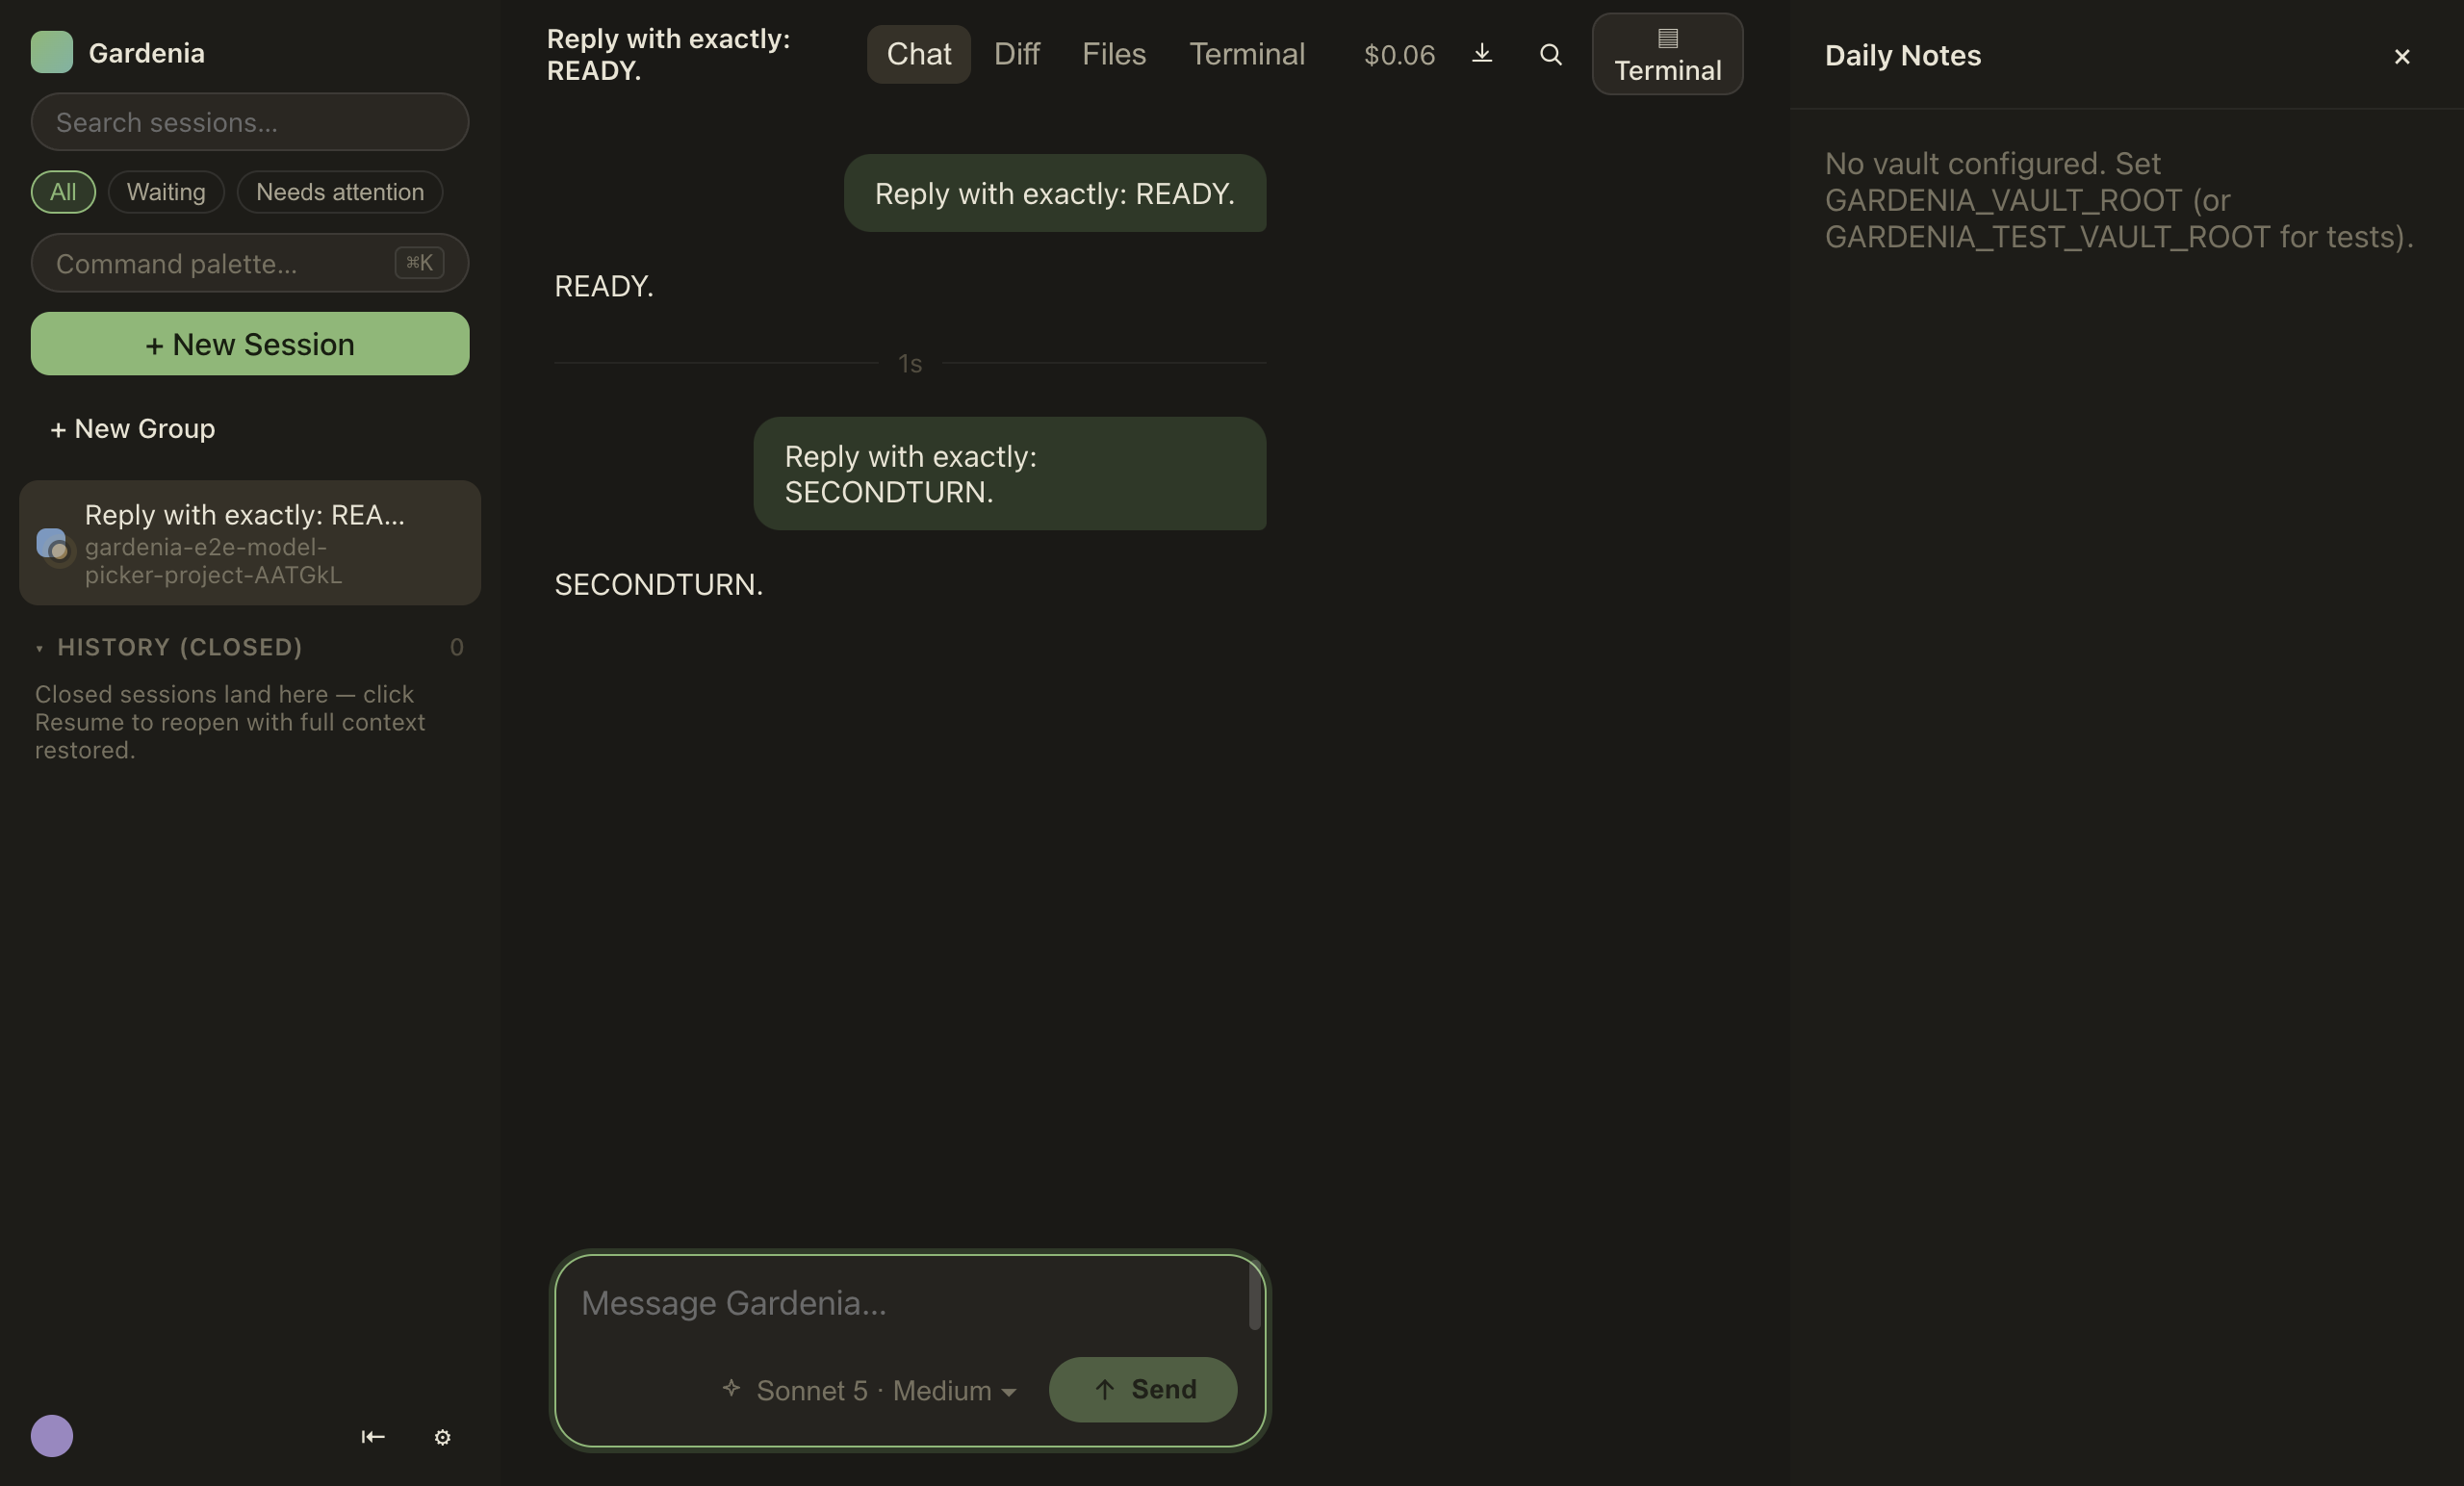 Gardenia
Search sessions...
All
Waiting
Needs attention
Command palette...
⌘K
+ New Session
+ New Group
Reply with exactly: REA...
gardenia-e2e-model-
picker-project-AATGkL
HISTORY (CLOSED)
0
Closed sessions land here — click
Resume to reopen with full context
restored.
Reply with exactly:
READY.
Chat
Diff
Files
Terminal
$0.06
Terminal
Reply with exactly: READY.
READY.
1s
Reply with exactly:
SECONDTURN.
SECONDTURN.
Message Gardenia...
Sonnet 5 · Medium
Send
Daily Notes
No vault configured. Set
GARDENIA_VAULT_ROOT (or
GARDENIA_TEST_VAULT_ROOT for tests).